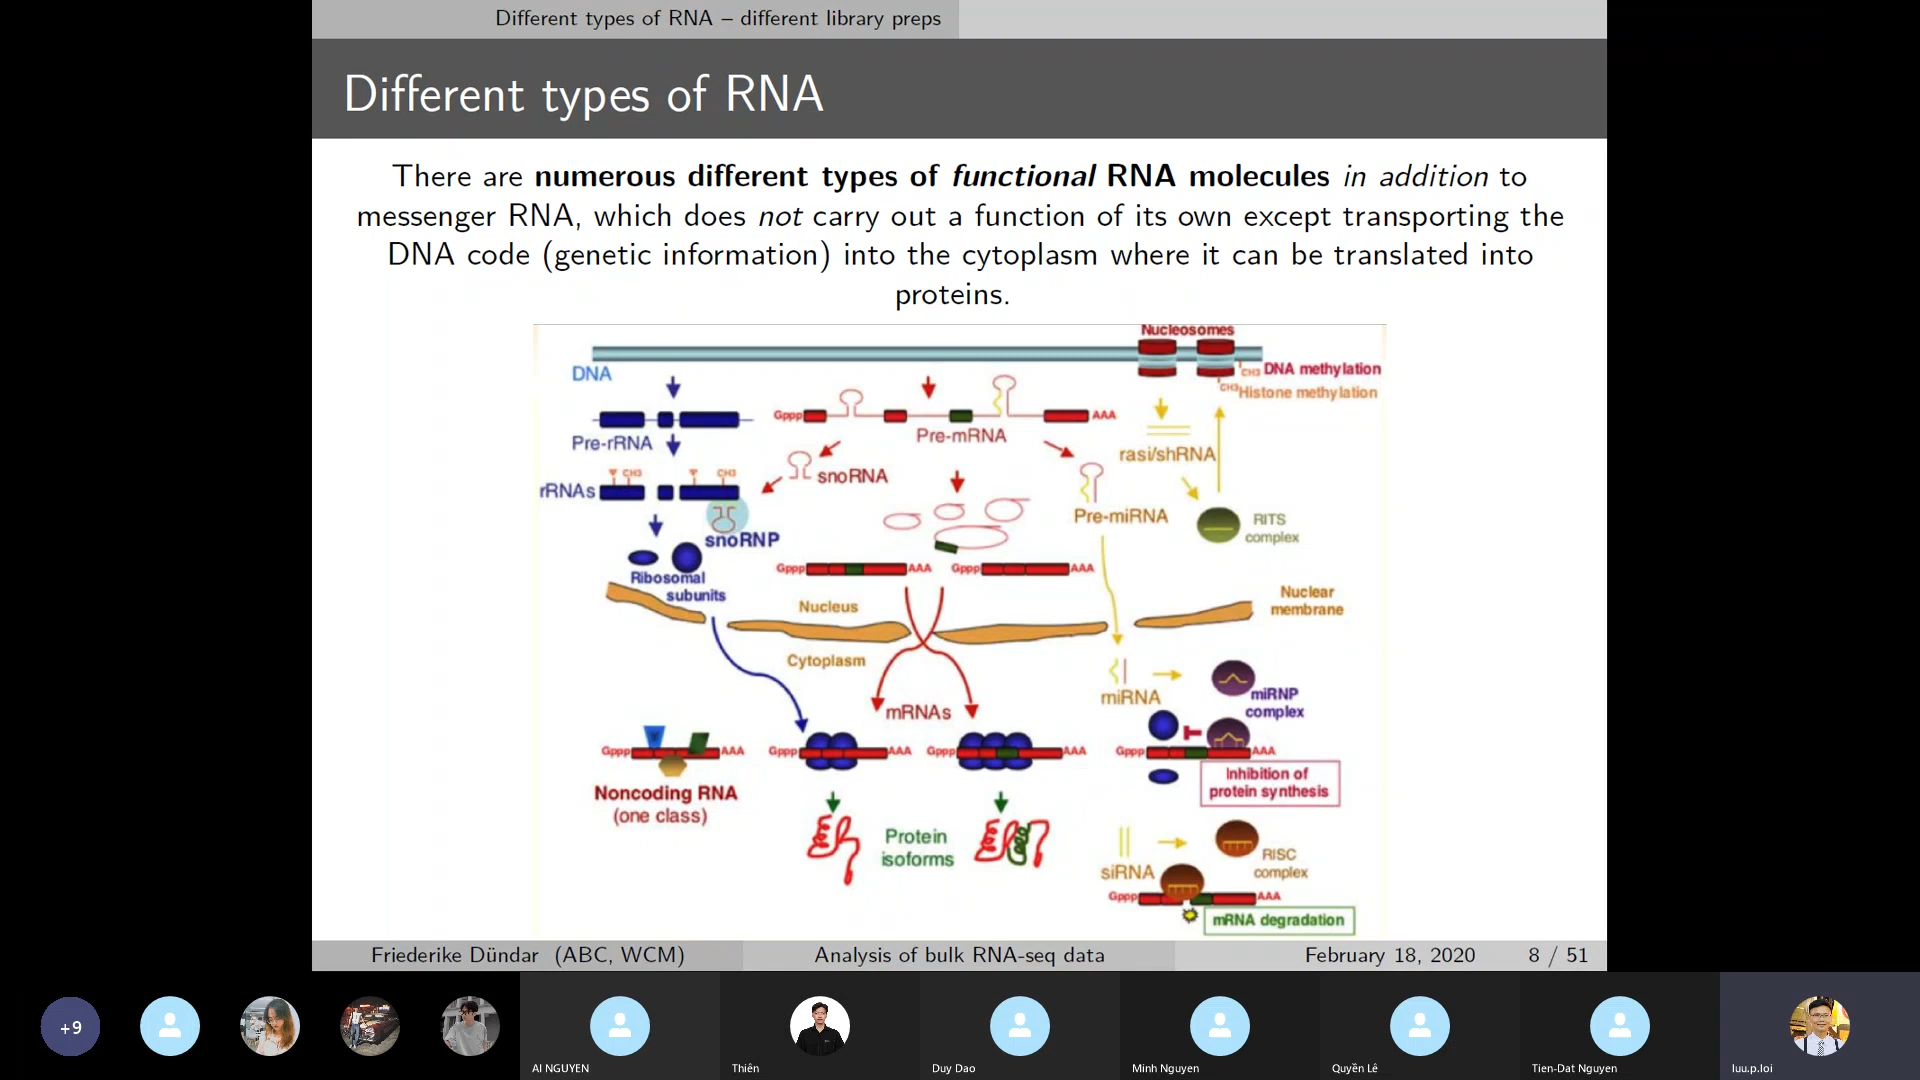 Different types of RNA – different library preps
Different types of RNA
There are numerous different types of functional RNA molecules in addition to
messenger RNA, which does not carry out a function of its own except transporting the
DNA code (genetic information) into the cytoplasm where it can be translated into
proteins.
Nucleosomes
DNA
CH3 DNA methylation
CH3 Histone methylation
Gppp AAA
Pre-rRNA
Pre-mRNA
rasi/shRNA
CH3 CH3
snoRNA
rRNAs
Pre-miRNA
RITS
complex
snoRNP
Gppp AAA Gppp AAA
Ribosomal
subunits
Nucleus
Nuclear
membrane
Cytoplasm
miRNA
miRNP
complex
mRNAs
Gppp AAA Gppp AAA Gppp AAA Gppp AAA
Inhibition of
protein synthesis
Noncoding RNA
(one class)
Protein
isoforms
siRNA
RISC
complex
Gppp AAA
mRNA degradation
Friederike Dündar (ABC, WCM) Analysis of bulk RNA-seq data February 18, 2020 8 / 51
+9
AI NGUYEN Thiên Duy Dao Minh Nguyen Quyền Lê Tien-Dat Nguyen luu.p.loi